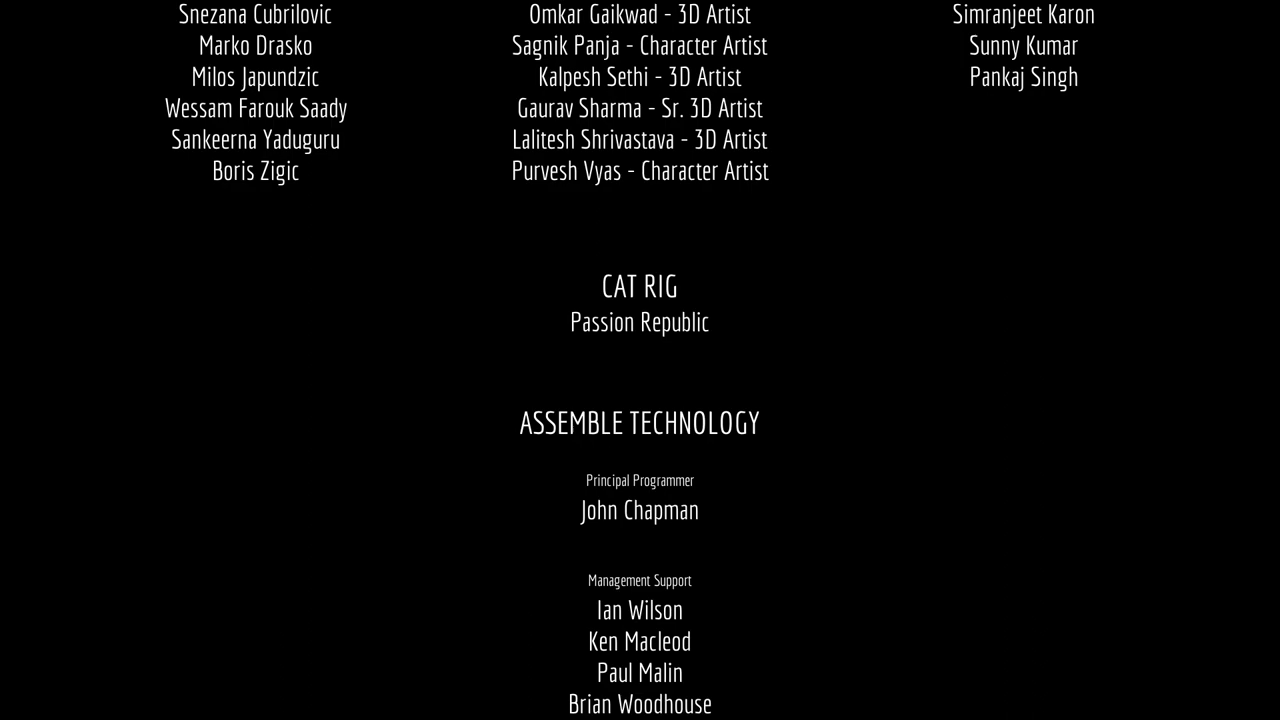 Snezana Cubrilovic
Marko Drasko
Milos Japundzic
Wessam Farouk Saady
Sankeerna Yaduguru
Boris Zigic
Omkar Gaikwad - 3D Artist
Sagnik Panja - Character Artist
Kalpesh Sethi - 3D Artist
Gaurav Sharma - Sr. 3D Artist
Lalitesh Shrivastava - 3D Artist
Purvesh Vyas - Character Artist
Simranjeet Karon
Sunny Kumar
Pankaj Singh
CAT RIG
Passion Republic
ASSEMBLE TECHNOLOGY
Principal Programmer
John Chapman
Management Support
Ian Wilson
Ken Macleod
Paul Malin
Brian Woodhouse